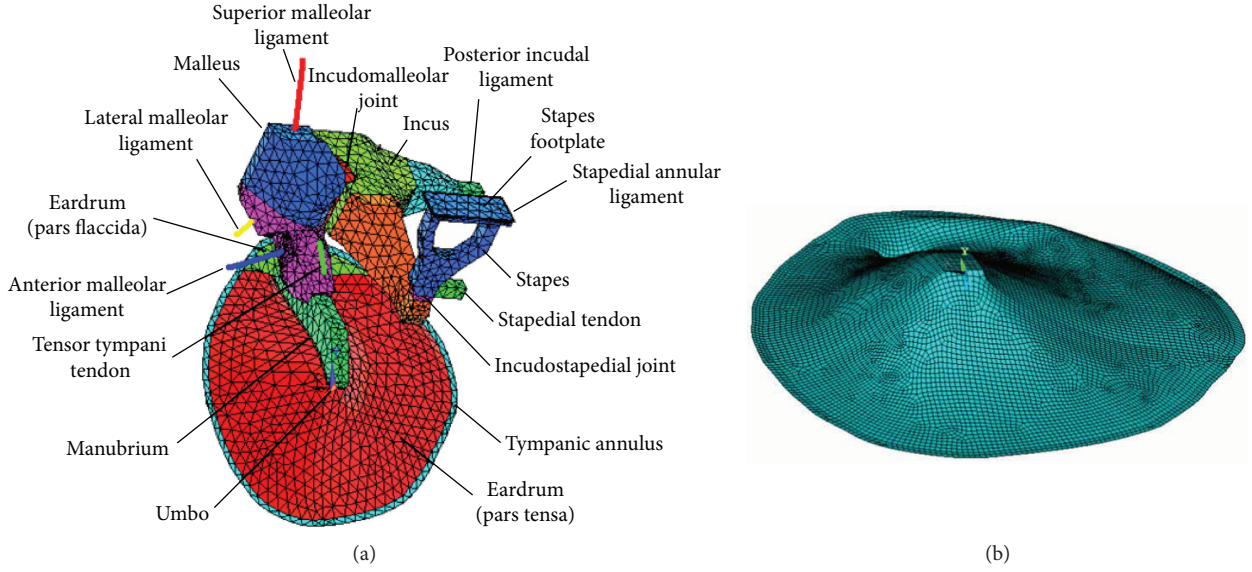 Superior malleolar
ligament
Malleus
Incudomalleolar
joint
Posterior incudal
ligament
Lateral malleolar
ligament
Incus
Stapes
footplate
Stapedial annular
ligament
Eardrum
(pars flaccida)
Anterior malleolar
ligament
Stapes
Tensor tympani
tendon
Stapedial tendon
Incudostapedial joint
Manubrium
Tympanic annulus
Umbo
Eardrum
(pars tensa)
(a)
(b)